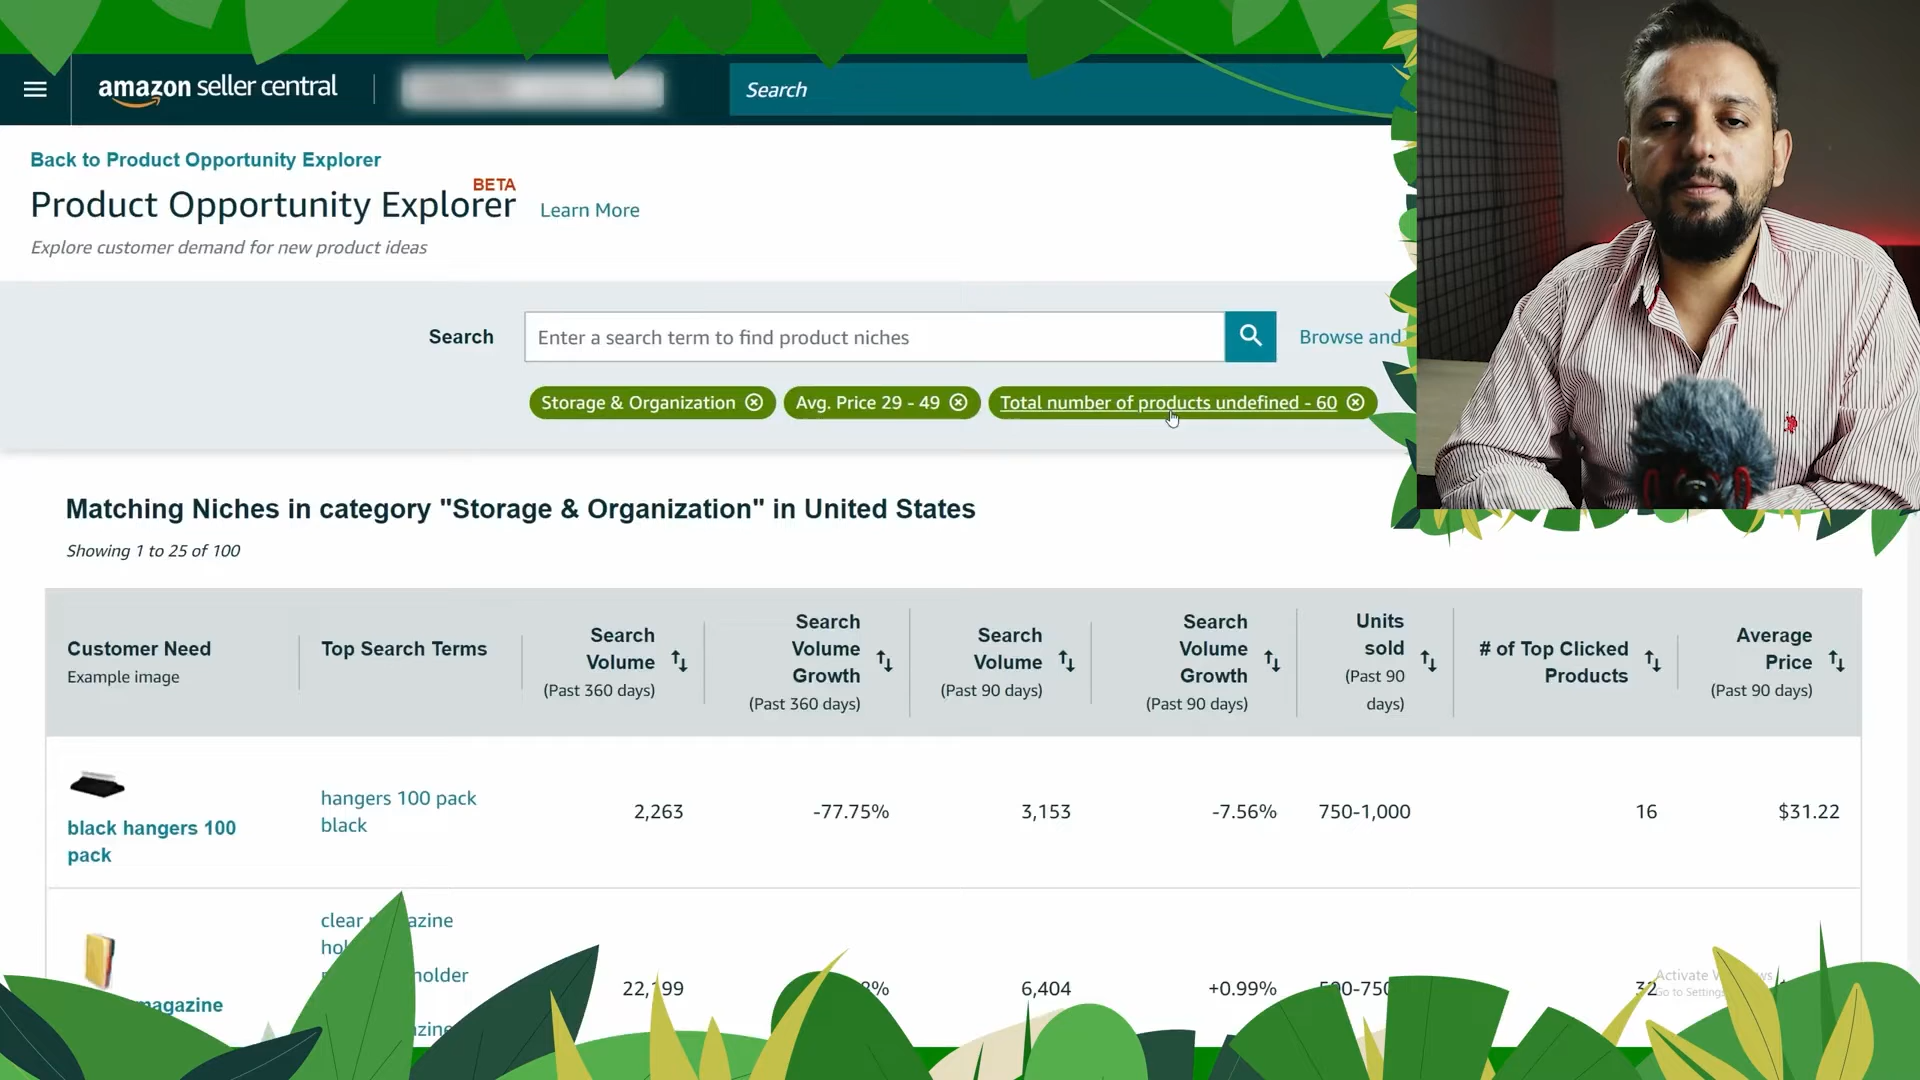 amazon seller central
Search
Back to Product Opportunity Explorer
Product Opportunity Explorer BETA Learn More
Explore customer demand for new product ideas
Search Enter a search term to find product niches Browse and
Storage & Organization Avg. Price 29 - 49 Total number of products undefined - 60
Matching Niches in category "Storage & Organization" in United States
Showing 1 to 25 of 100
Customer Need
Example image
Top Search Terms
Search
Volume
(Past 360 days)
Search
Volume
Growth
(Past 360 days)
Search
Volume
(Past 90 days)
Search
Volume
Growth
(Past 90 days)
Units
sold
(Past 90
days)
# of Top Clicked
Products
Average
Price
(Past 90 days)
black hangers 100
pack
hangers 100 pack
black
2,263
-77.75%
3,153
-7.56%
750-1,000
16
$31.22
magazine
clear
holder
6,404
+0.99%
32
Activate
Go to Settings